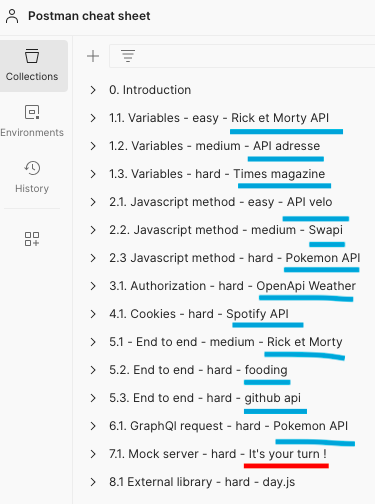 Postman cheat sheet
Collections
Environments
History
0. Introduction
1.1. Variables - easy - Rick et Morty API
1.2. Variables - medium - API adresse
1.3. Variables - hard - Times magazine
2.1. Javascript method - easy - API velo
2.2. Javascript method - medium - Swapi
2.3 Javascript method - hard - Pokemon API
3.1. Authorization - hard - OpenApi Weather
4.1. Cookies - hard - Spotify API
5.1 - End to end - medium - Rick et Morty
5.2. End to end - hard - fooding
5.3. End to end - hard - github api
6.1. GraphQl request - hard - Pokemon API
7.1. Mock server - hard - It's your turn !
8.1 External library - hard - day.js